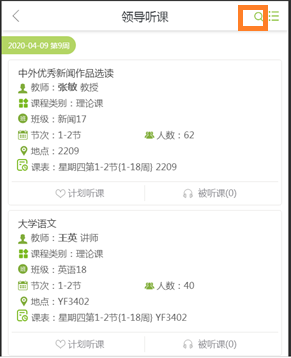 领导听课
2020-04-09 第9周
中外优秀新闻作品选读
教师：张敏 教授
课程类别：理论课
班级：新闻17
节次：1-2节 人数：62
地点：2209
课表：星期四第1-2节{1-18周} 2209
计划听课 被听课(0)
大学语文
教师：王英 讲师
课程类别：理论课
班级：英语18
节次：1-2节 人数：40
地点：YF3402
课表：星期四第1-2节{1-18周} YF3402
计划听课 被听课(0)